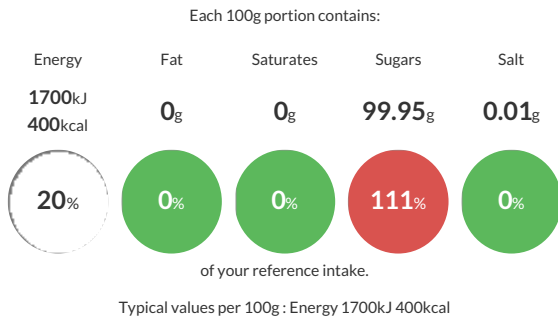 Each 100g portion contains:
Energy Fat Saturates Sugars Salt
1700kJ
400kcal 0g 0g 99.95g 0.01g
20% 0% 0% 111% 0%
of your reference intake.
Typical values per 100g : Energy 1700kJ 400kcal